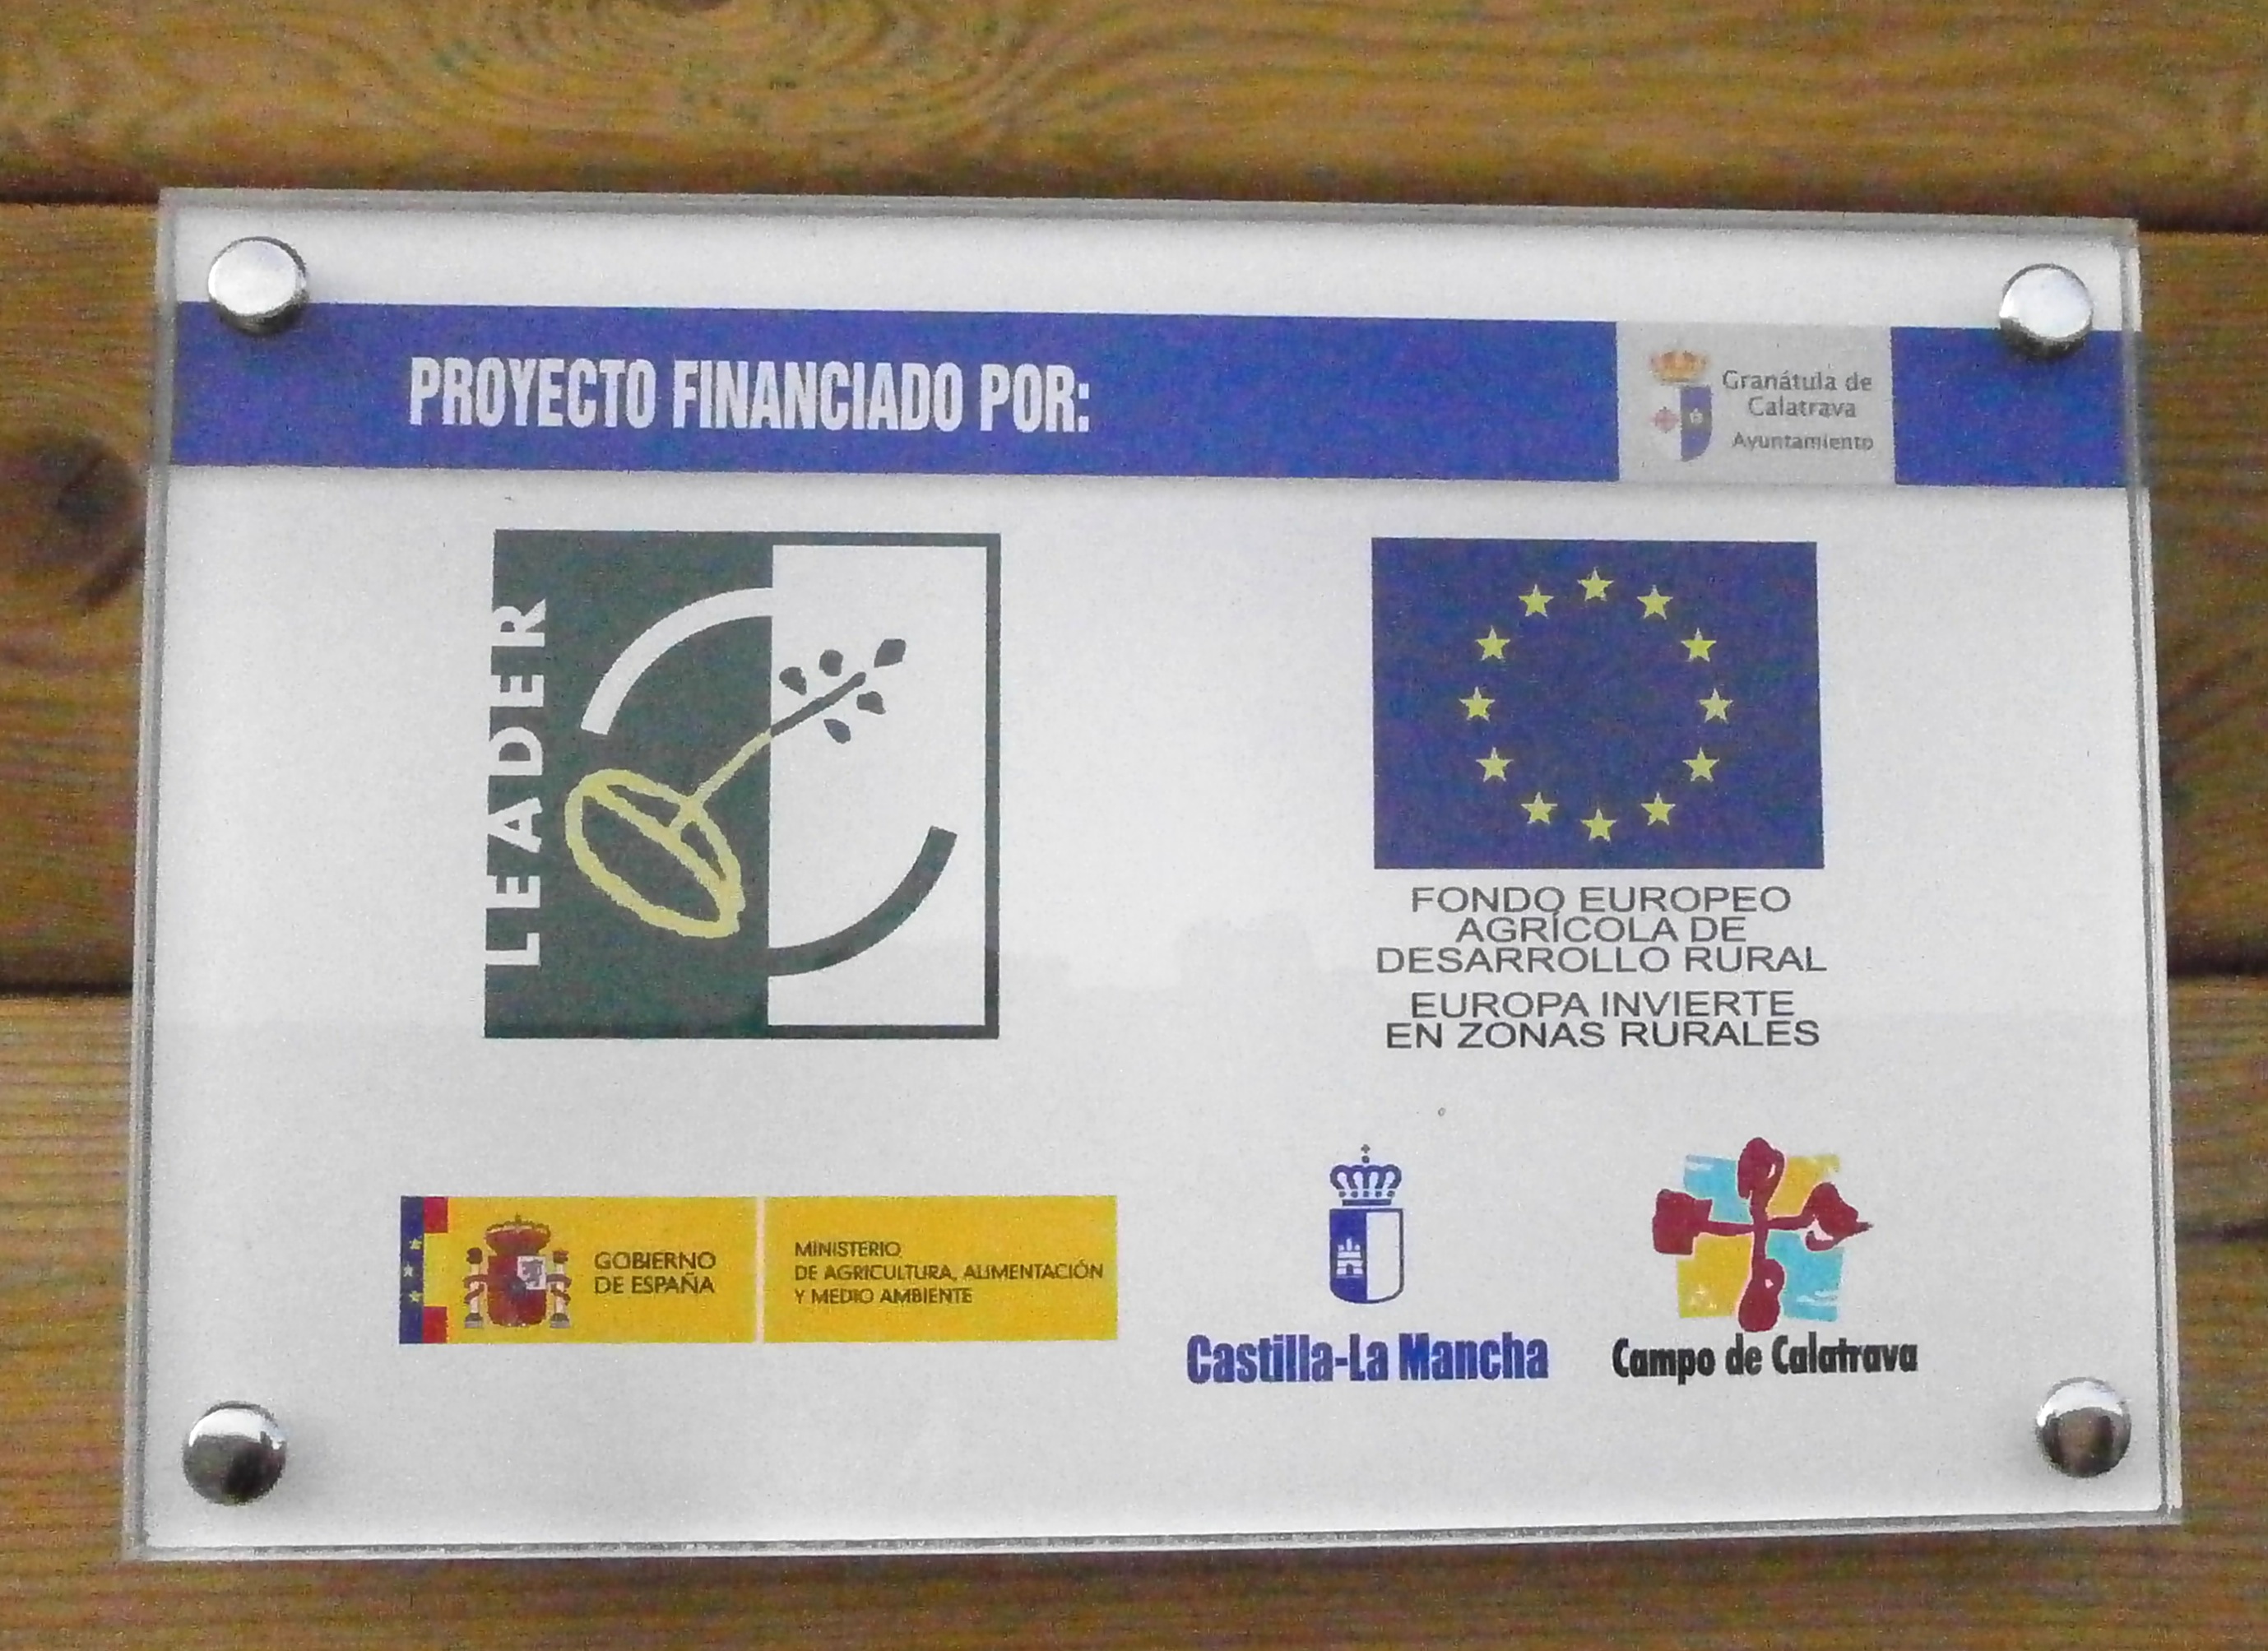 PROYECTO FINANCIADO POR:
Granátula de
Calatrava
Ayuntamiento
LEADER
FONDO EUROPEO
AGRÍCOLA DE
DESARROLLO RURAL
EUROPA INVIERTE
EN ZONAS RURALES
GOBIERNO
DE ESPAÑA
MINISTERIO
DE AGRICULTURA, ALIMENTACIÓN
Y MEDIO AMBIENTE
Castilla-La Mancha
Campo de Calatrava